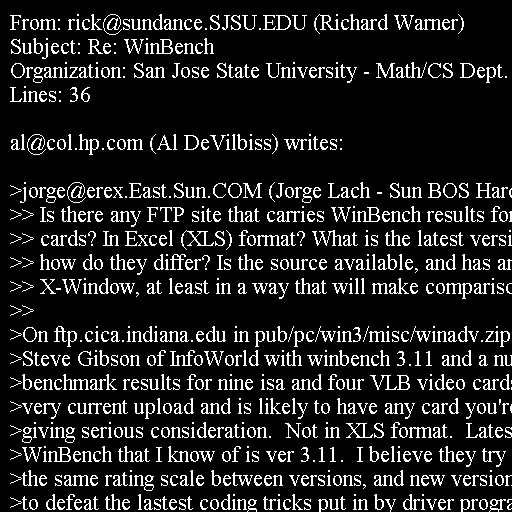 From: rick@sundance.SJSU.EDU (Richard Warner)
Subject: Re: WinBench
Organization: San Jose State University - Math/CS Dept.
Lines: 36

al@col.hp.com (Al DeVilbiss) writes:

>jorge@erex.East.Sun.COM (Jorge Lach - Sun BOS Hard
>> Is there any FTP site that carries WinBench results for
>> cards? In Excel (XLS) format? What is the latest versi
>> how do they differ? Is the source available, and has an
>> X-Window, at least in a way that will make compariso
>>
>On ftp.cica.indiana.edu in pub/pc/win3/misc/winadv.zip
>Steve Gibson of InfoWorld with winbench 3.11 and a nu
>benchmark results for nine isa and four VLB video cards
>very current upload and is likely to have any card you're
>giving serious consideration.  Not in XLS format.  Lates
>WinBench that I know of is ver 3.11.  I believe they try
>the same rating scale between versions, and new version
>to defeat the lastest coding tricks put in by driver progra